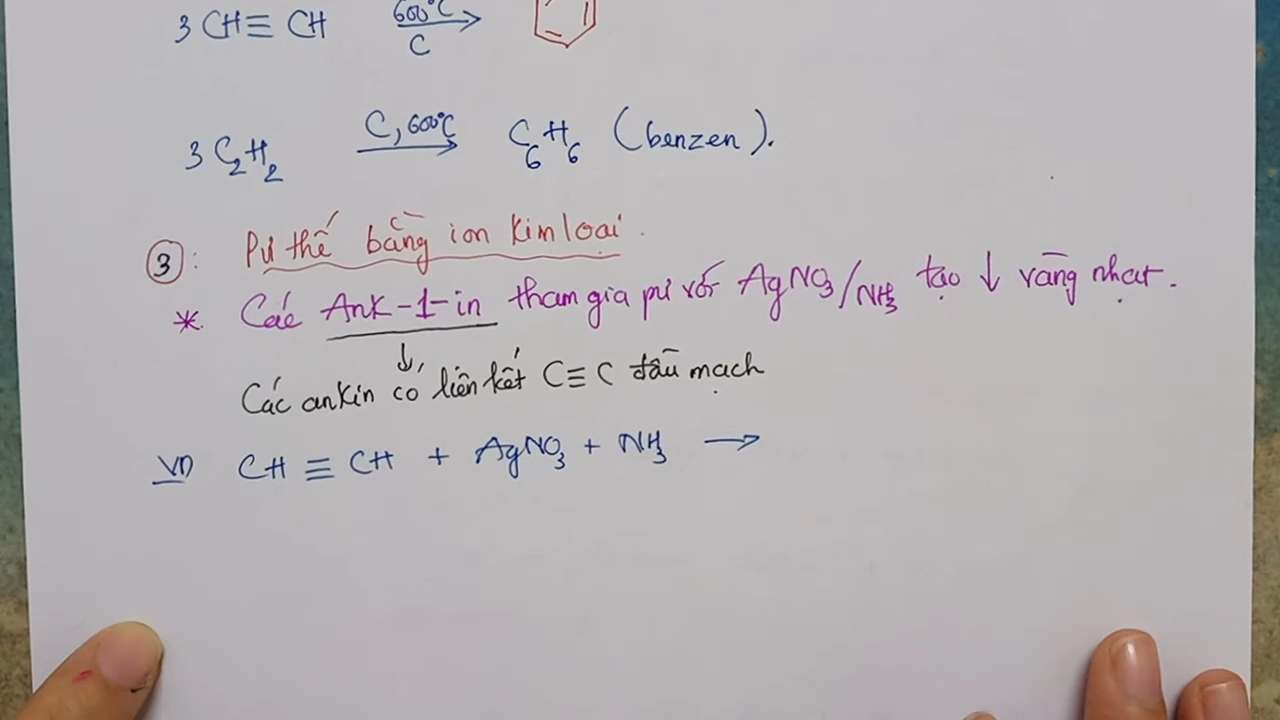 3 CH≡CH 600°C→ C
3 C₂H₂ C, 600°C→ C₆H₆ (benzen).
③: Pư thế bằng ion kim loại.
* Các Ank-1-in tham gia pư với AgNO₃/NH₃ tạo ↓ vàng nhạt.
↓
Các ankin có liên kết C≡C đầu mạch
VD CH≡CH + AgNO₃ + NH₃ →